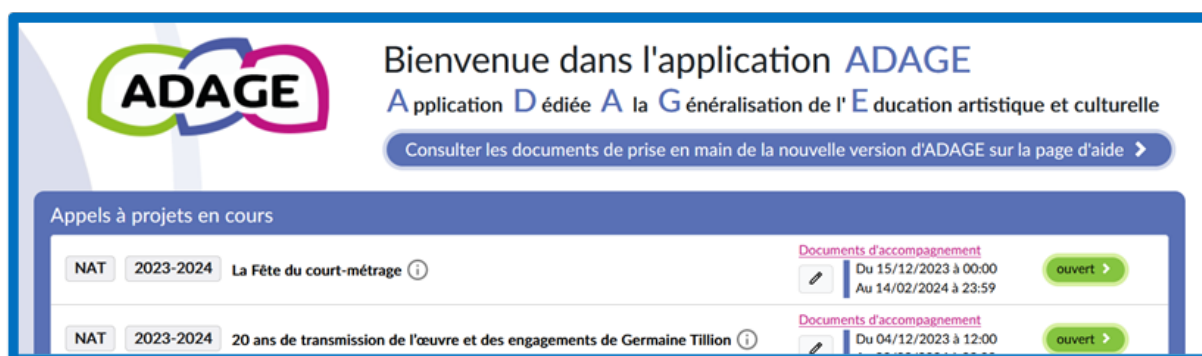 ADAGE
Bienvenue dans l'application ADAGE
Application Dédiée A la Généralisation de l'Education artistique et culturelle
Consulter les documents de prise en main de la nouvelle version d'ADAGE sur la page d'aide
Appels à projets en cours
NAT 2023-2024 La Fête du court-métrage
Documents d'accompagnement
Du 15/12/2023 à 00:00
Au 14/02/2024 à 23:59
ouvert
NAT 2023-2024 20 ans de transmission de l'œuvre et des engagements de Germaine Tillion
Documents d'accompagnement
Du 04/12/2023 à 12:00
ouvert